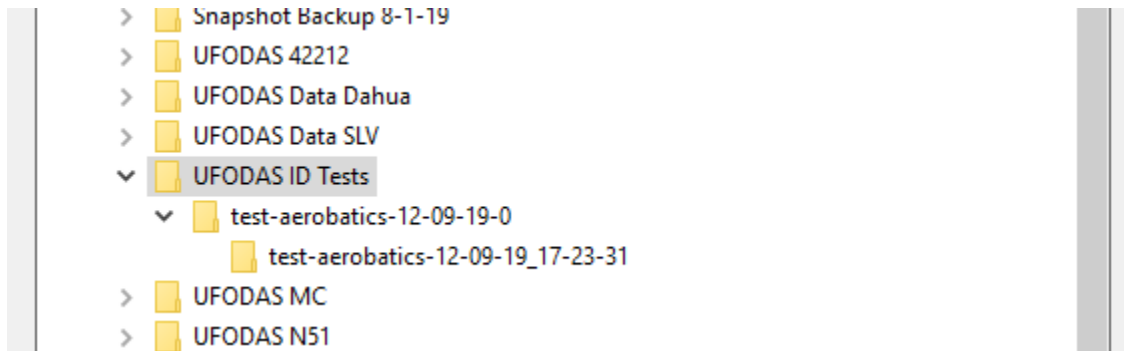 Snapshot Backup 8-1-19
UFODAS 42212
UFODAS Data Dahua
UFODAS Data SLV
UFODAS ID Tests
test-aerobatics-12-09-19-0
test-aerobatics-12-09-19_17-23-31
UFODAS MC
UFODAS N51